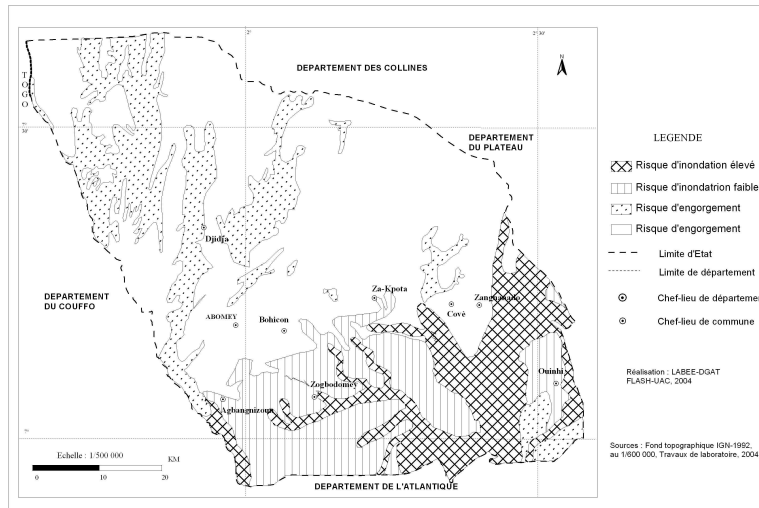 2°
2° 30'
N
DEPARTEMENT DES COLLINES
T
O
G
O
7°
30'
DEPARTEMENT
DU PLATEAU
LEGENDE
Risque d'inondation élevé
Risque d'inondatrion faible
Risque d'engorgement
Risque d'engorgement
Limite d'Etat
Limite de département
Chef-lieu de départeme
Chef-lieu de commune
Djidja
Za-Kpota
Zangnanado
Covè
DEPARTEMENT
DU COUFFO
ABOMEY
Bohicon
Ouinhi
Zogbodomey
Agbangnizoun
Réalisation : LABEE-DGAT
FLASH-UAC, 2004
7°
Echelle : 1/500 000
KM
0 10 20
Sources : Fond topographique IGN-1992,
au 1/600 000, Travaux de laboratoire, 2004
DEPARTEMENT DE L'ATLANTIQUE